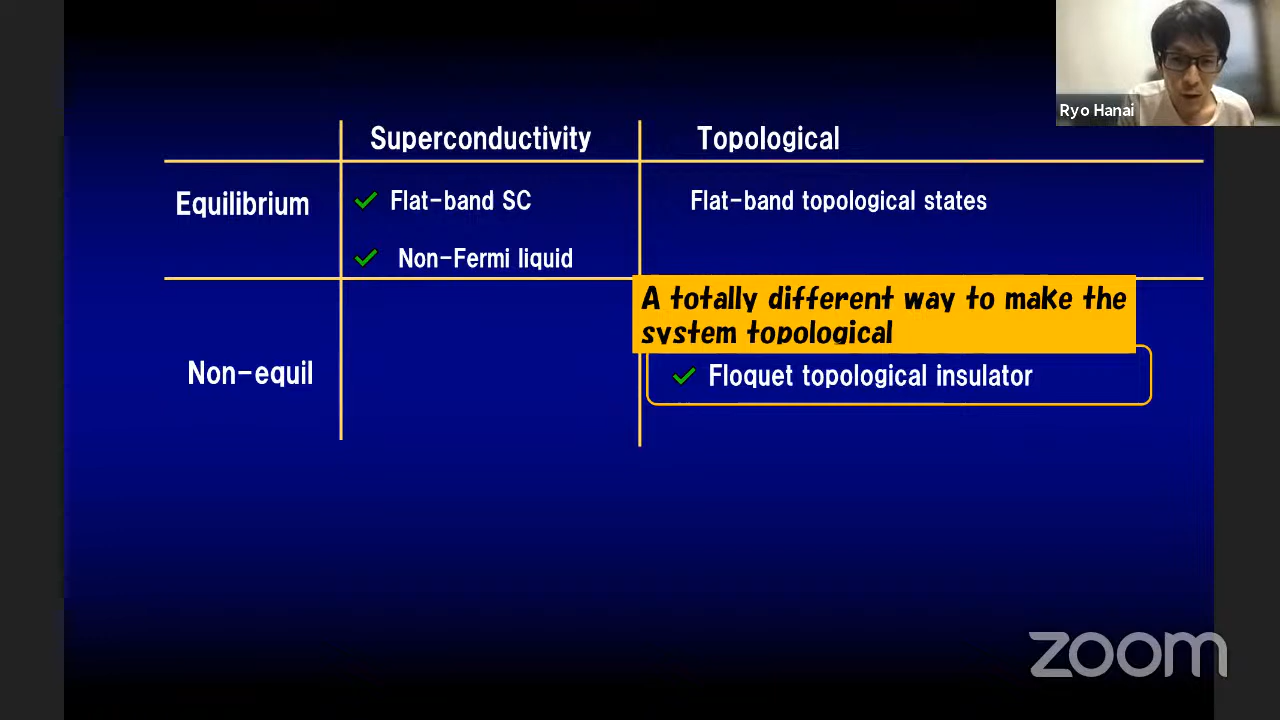 Ryo Hanai
Superconductivity
Topological
Equilibrium
Flat-band SC
Flat-band topological states
Non-Fermi liquid
A totally different way to make the
system topological
Non-equil
Floquet topological insulator
zoom